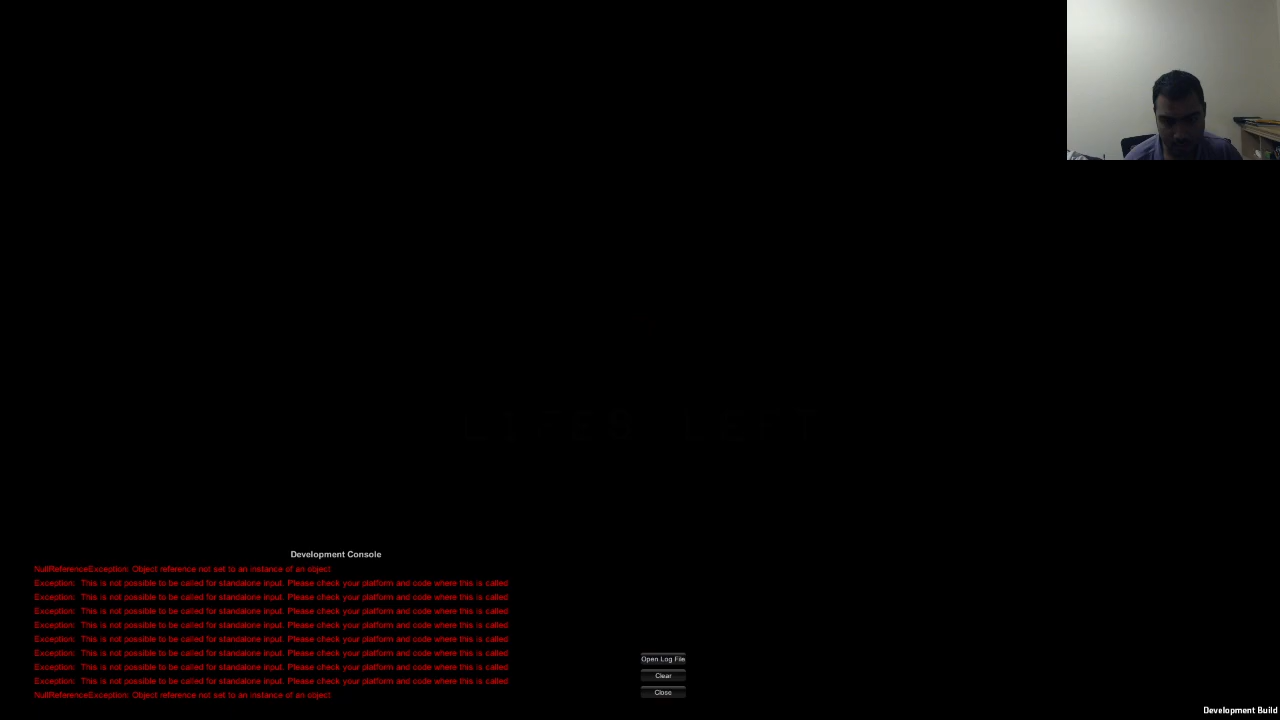 LIFES LEFT
Development Console
NullReferenceException: Object reference not set to an instance of an object
Exception:  This is not possible to be called for standalone input. Please check your platform and code where this is called
Exception:  This is not possible to be called for standalone input. Please check your platform and code where this is called
Exception:  This is not possible to be called for standalone input. Please check your platform and code where this is called
Exception:  This is not possible to be called for standalone input. Please check your platform and code where this is called
Exception:  This is not possible to be called for standalone input. Please check your platform and code where this is called
Exception:  This is not possible to be called for standalone input. Please check your platform and code where this is called
Exception:  This is not possible to be called for standalone input. Please check your platform and code where this is called
Exception:  This is not possible to be called for standalone input. Please check your platform and code where this is called
NullReferenceException: Object reference not set to an instance of an object
Open Log File
Clear
Close
Development Build